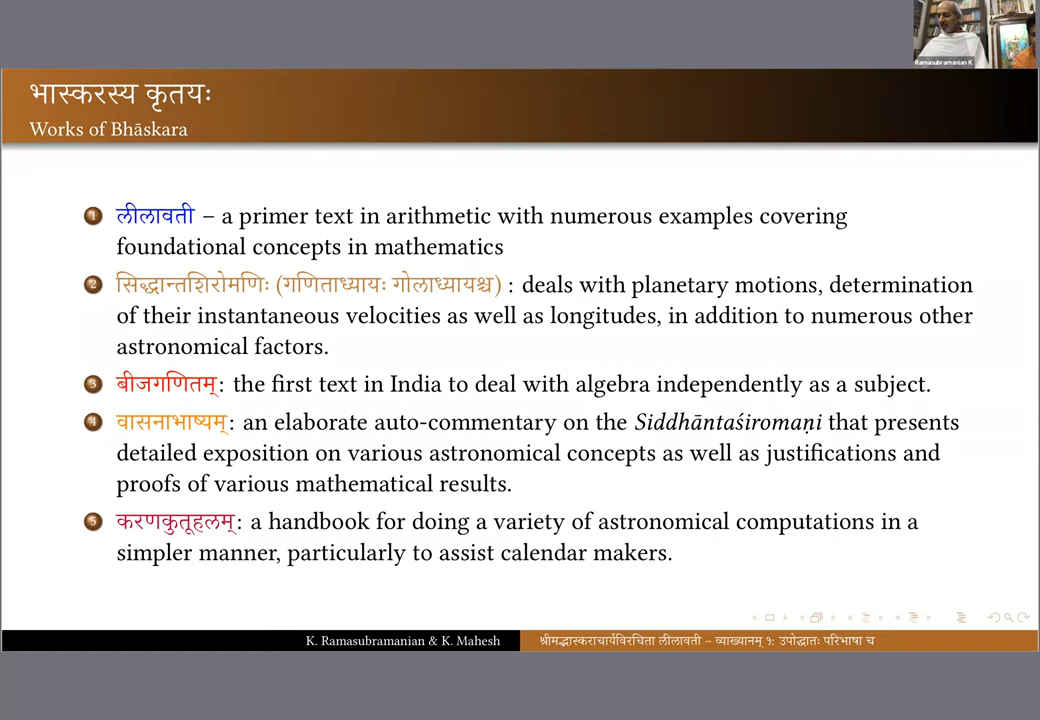 Ramasubramanian K
भास्करस्य कृतयः
Works of Bhāskara
1 लीलावती – a primer text in arithmetic with numerous examples covering
foundational concepts in mathematics
2 सिद्धान्तशिरोमणिः (गणिताध्यायः गोलाध्यायश्च) : deals with planetary motions, determination
of their instantaneous velocities as well as longitudes, in addition to numerous other
astronomical factors.
3 बीजगणितम्: the first text in India to deal with algebra independently as a subject.
4 वासनाभाष्यम्: an elaborate auto-commentary on the Siddhāntaśiromaṇi that presents
detailed exposition on various astronomical concepts as well as justifications and
proofs of various mathematical results.
5 करणकुतूहलम्: a handbook for doing a variety of astronomical computations in a
simpler manner, particularly to assist calendar makers.
K. Ramasubramanian & K. Mahesh
श्रीमद्भास्कराचार्यविरचिता लीलावती – व्याख्यानम् १: उपोद्घातः परिभाषा च